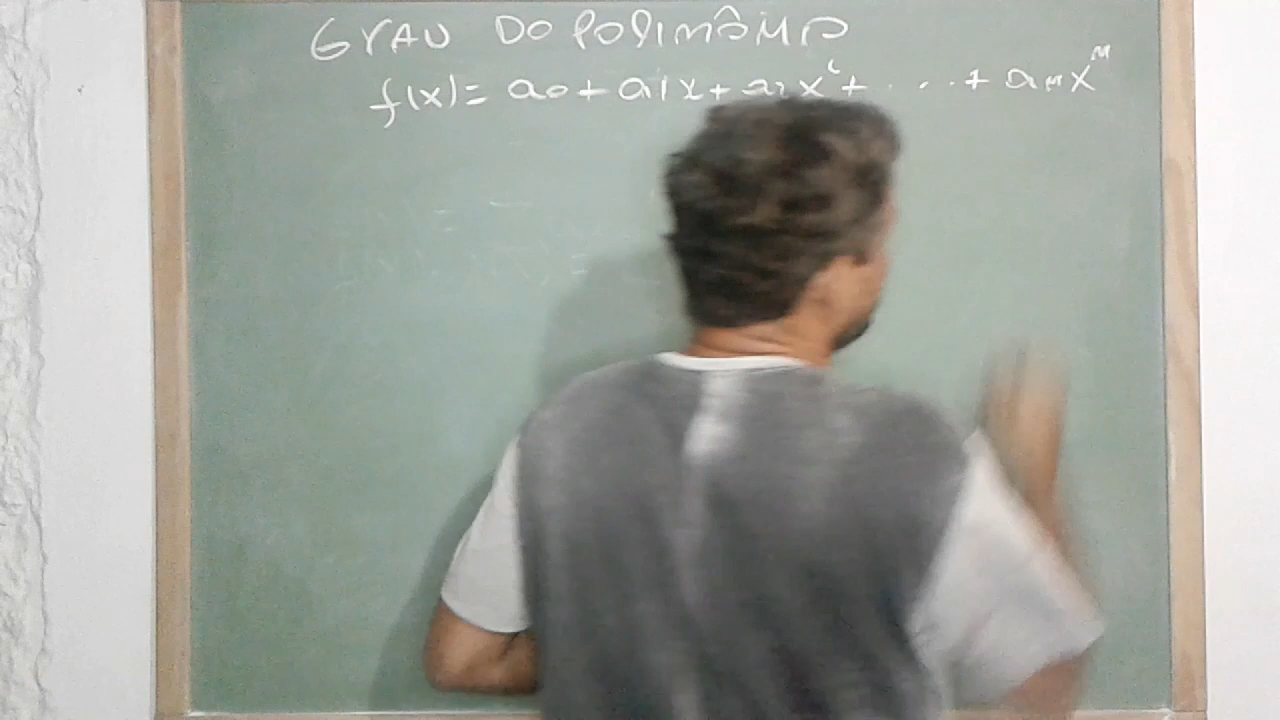 GRAU DO POLINÔMIO
f(x) = a₀ + a₁x + a₂x² + ... + aₙxⁿ